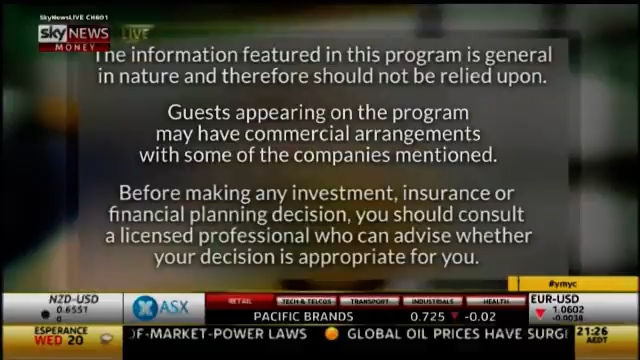 SkyNewsLIVE CH601
sky NEWS LIVE
MONEY
The information featured in this program is general
in nature and therefore should not be relied upon.
Guests appearing on the program
may have commercial arrangements
with some of the companies mentioned.
Before making any investment, insurance or
financial planning decision, you should consult
a licensed professional who can advise whether
your decision is appropriate for you.
#ymyc
NZD-USD
0.6551
0
ASX
RETAIL TECH & TELCOS TRANSPORT INDUSTRIALS HEALTH
PACIFIC BRANDS 0.725 -0.02
EUR-USD
1.0602
-0.0038
ESPERANCE
WED 20
OF-MARKET-POWER LAWS GLOBAL OIL PRICES HAVE SURG
21:26
AEDT